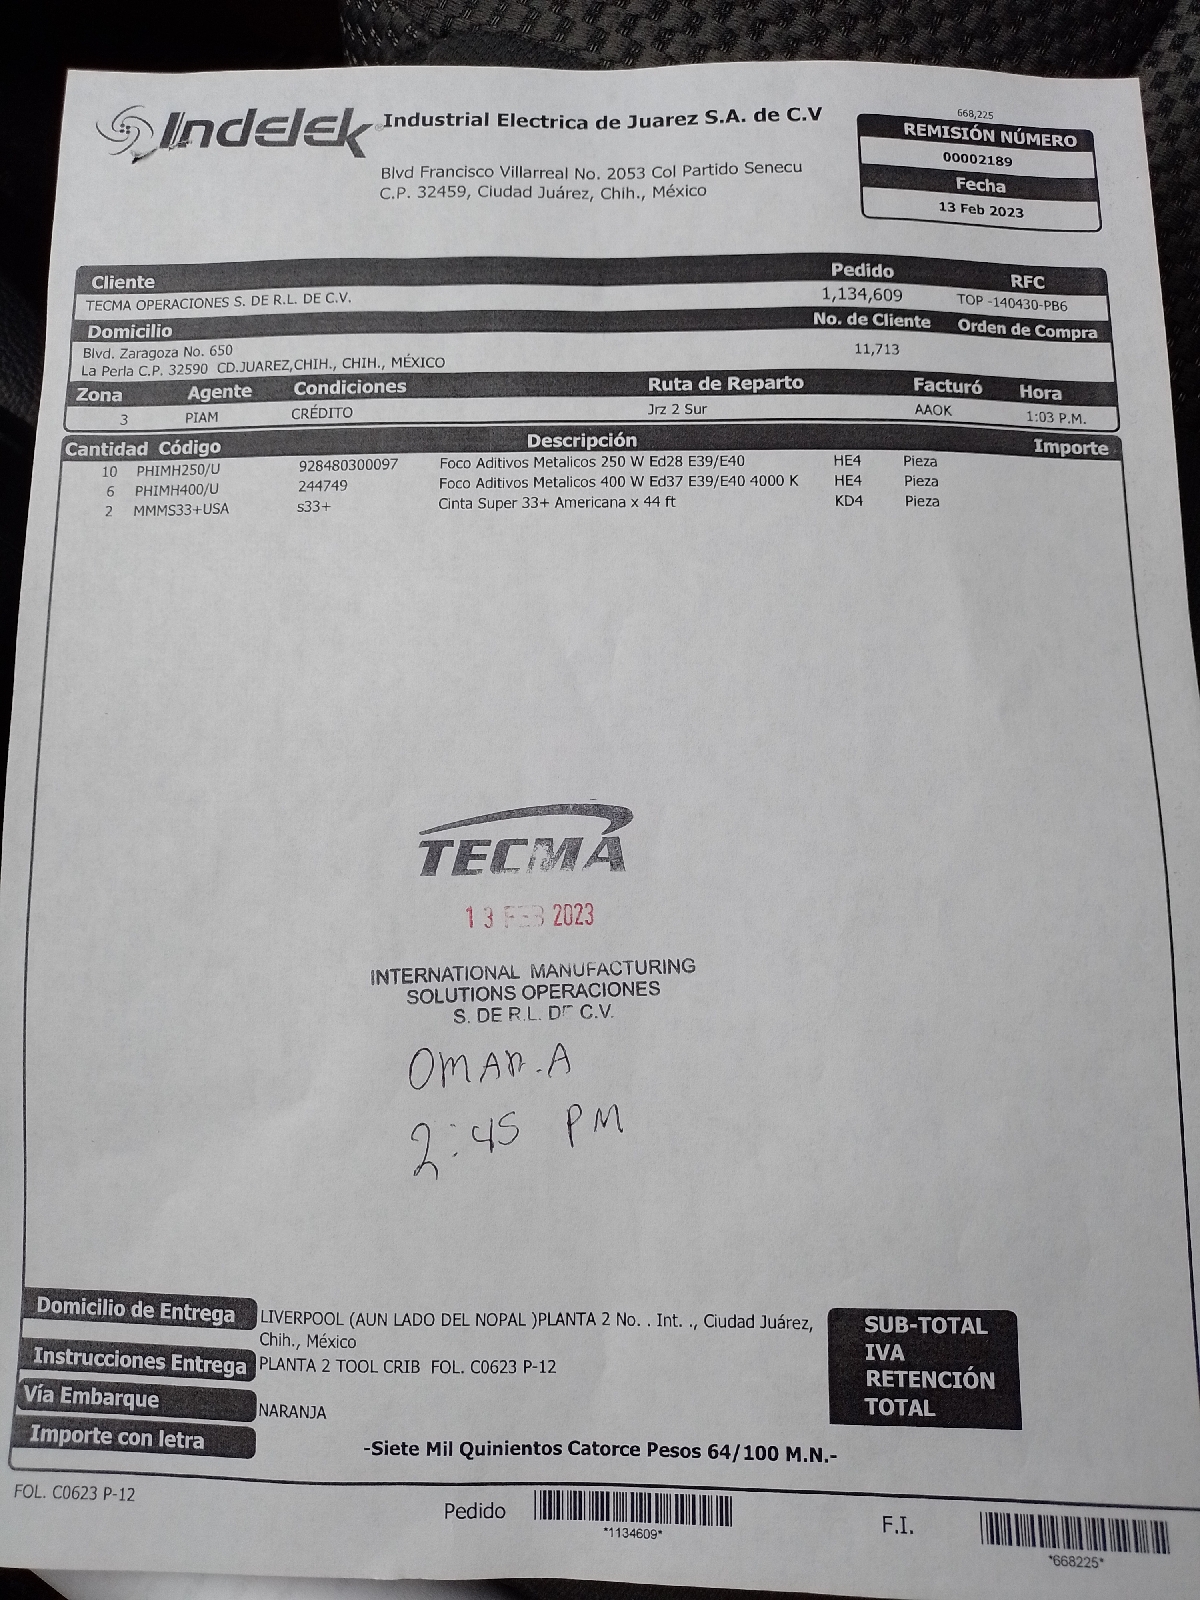 Indelek
Industrial Electrica de Juarez S.A. de C.V
Blvd Francisco Villarreal No. 2053 Col Partido Senecu
C.P. 32459, Ciudad Juárez, Chih., México
668,225
REMISIÓN NÚMERO
00002189
Fecha
13 Feb 2023
Cliente Pedido RFC
TECMA OPERACIONES S. DE R.L. DE C.V. 1,134,609 TOP -140430-PB6
Domicilio No. de Cliente Orden de Compra
Blvd. Zaragoza No. 650 11,713
La Perla C.P. 32590 CD.JUAREZ,CHIH., CHIH., MÉXICO
Zona Agente Condiciones Ruta de Reparto Facturó Hora
3 PIAM CRÉDITO Jrz 2 Sur AAOK 1:03 P.M.
Cantidad Código Descripción Importe
10 PHIMH250/U 928480300097 Foco Aditivos Metalicos 250 W Ed28 E39/E40 HE4 Pieza
6 PHIMH400/U 244749 Foco Aditivos Metalicos 400 W Ed37 E39/E40 4000 K HE4 Pieza
2 MMMS33+USA s33+ Cinta Super 33+ Americana x 44 ft KD4 Pieza
TECMA
13 FEB 2023
INTERNATIONAL MANUFACTURING
SOLUTIONS OPERACIONES
S. DE R.L. DE C.V.
OMAR.A
2:45 PM
Domicilio de Entrega LIVERPOOL (AUN LADO DEL NOPAL )PLANTA 2 No. . Int. ., Ciudad Juárez,
Chih., México
Instrucciones Entrega PLANTA 2 TOOL CRIB FOL. C0623 P-12
Vía Embarque NARANJA
Importe con letra -Siete Mil Quinientos Catorce Pesos 64/100 M.N.-
SUB-TOTAL
IVA
RETENCIÓN
TOTAL
FOL. C0623 P-12
Pedido
*1134609*
F.I.
*668225*